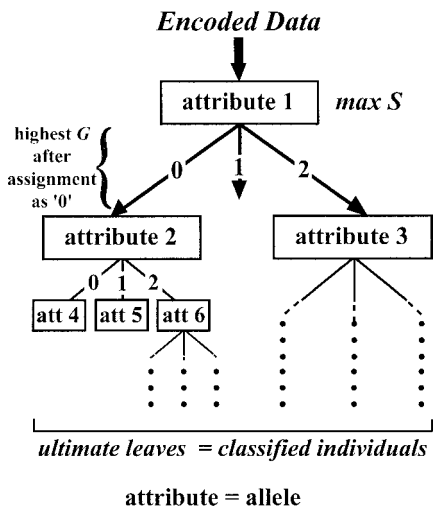 Encoded Data
attribute 1
max S
highest G
after
assignment
as '0'
0
1
2
attribute 2
attribute 3
0
1
2
att 4
att 5
att 6
ultimate leaves = classified individuals
attribute = allele